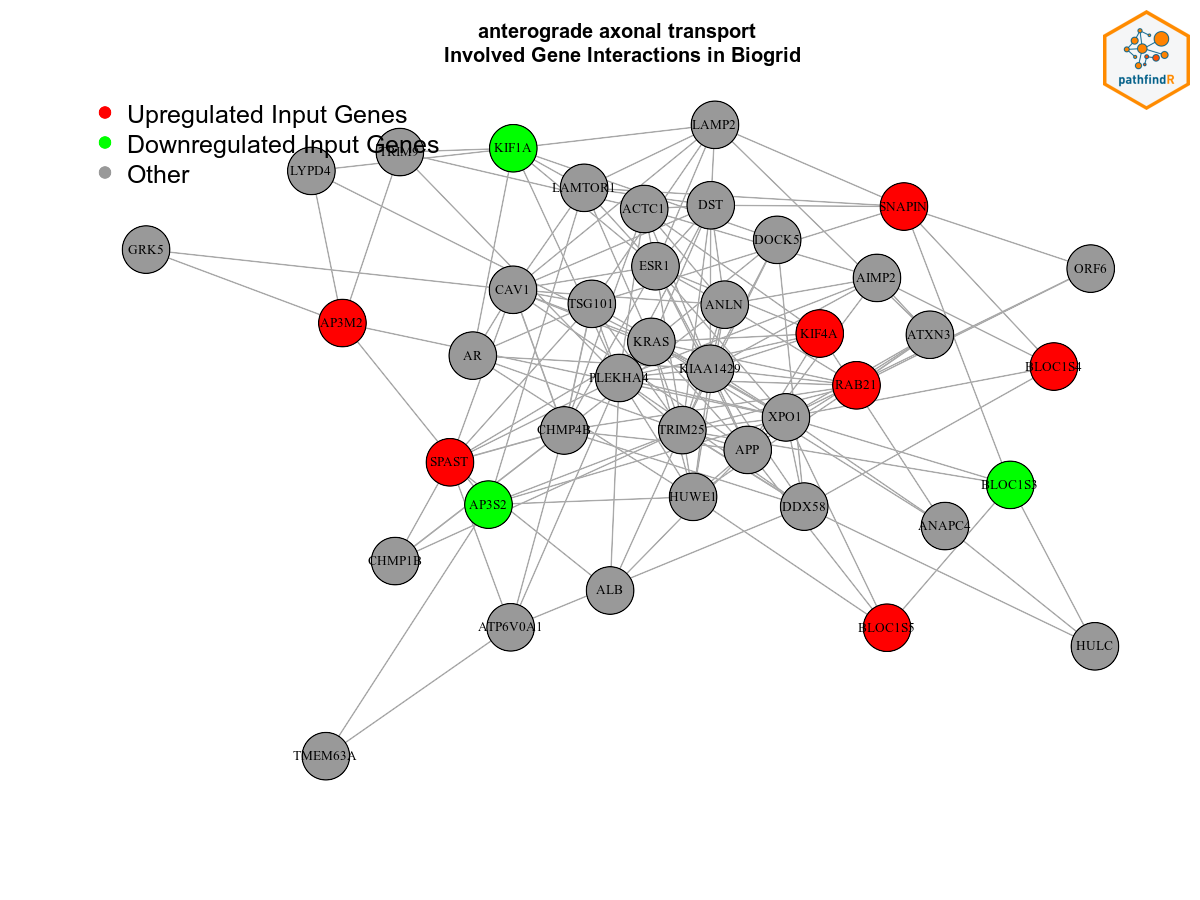 anterograde axonal transport
Involved Gene Interactions in Biogrid
pathfindR
Upregulated Input Genes
Downregulated Input Genes
Other
LAMP2
KIF1A
TRIM9
LYPD4
LAMTOR1
ACTC1
DST
SNAPIN
DOCK5
GRK5
ESR1
ORF6
AIMP2
CAV1
TSG101
ANLN
AP3M2
KIF4A
ATXN3
KRAS
AR
BLOC1S4
KIAA1429
PLEKHA4
RAB21
XPO1
CHMP4B
TRIM25
APP
SPAST
BLOC1S3
HUWE1
AP3S2
DDX58
ANAPC4
CHMP1B
ALB
ATP6V0A1
BLOC1S5
HULC
TMEM63A